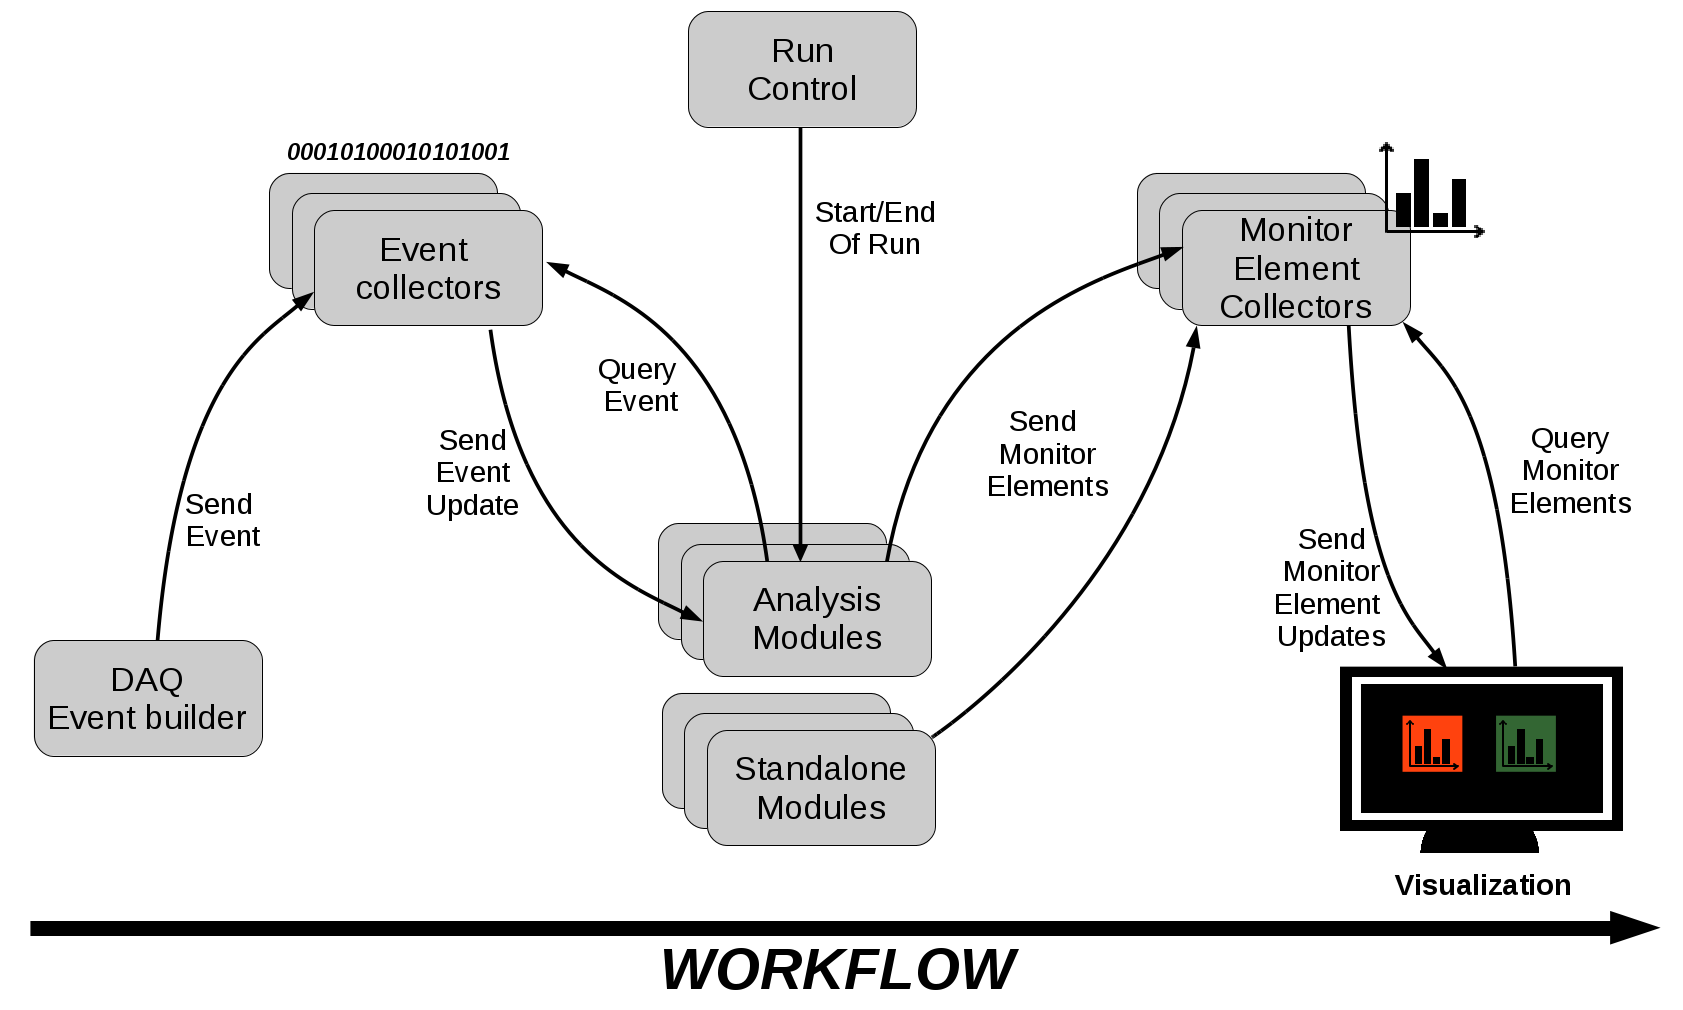 Run
Control
00010100010101001
Event
collectors
Start/End
Of Run
Monitor
Element
Collectors
Query
Event
Send
Event
Update
Send
Monitor
Elements
Query
Monitor
Elements
Send
Event
Send
Monitor
Element
Updates
Analysis
Modules
DAQ
Event builder
Standalone
Modules
Visualization
WORKFLOW